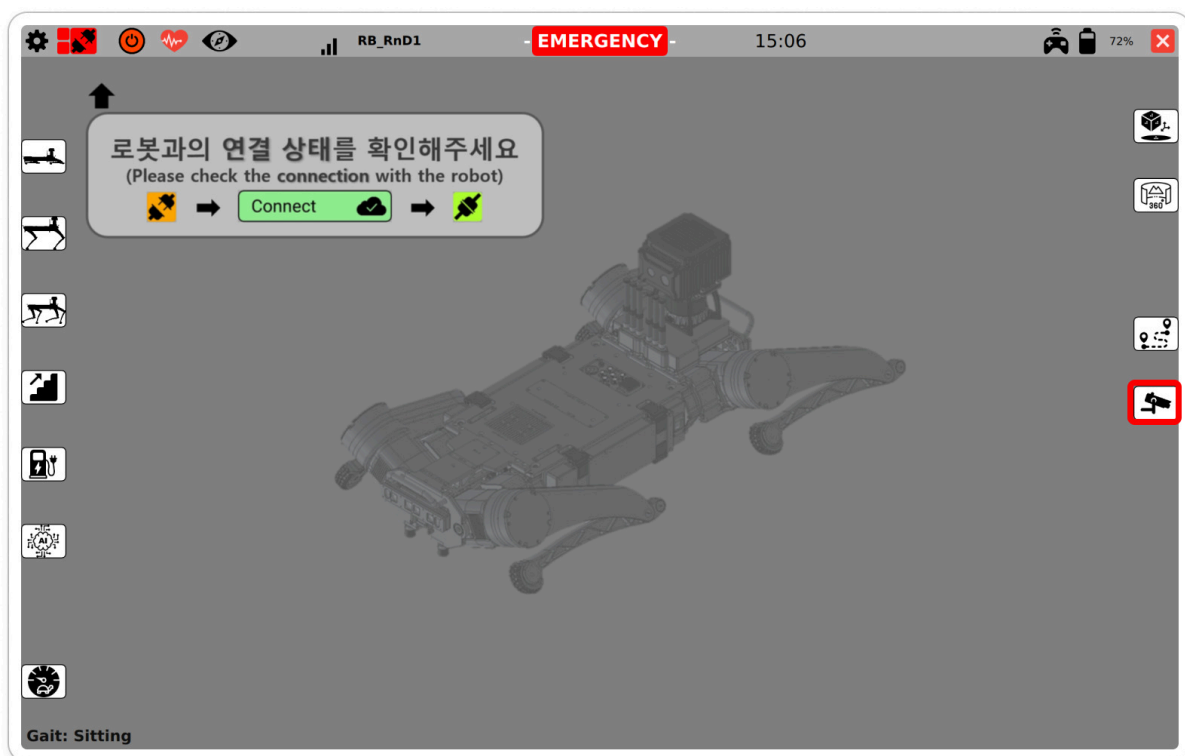 RB_RnD1
- EMERGENCY -
15:06
72%
로봇과의 연결 상태를 확인해주세요
(Please check the connection with the robot)
Connect
360
AI
Gait: Sitting